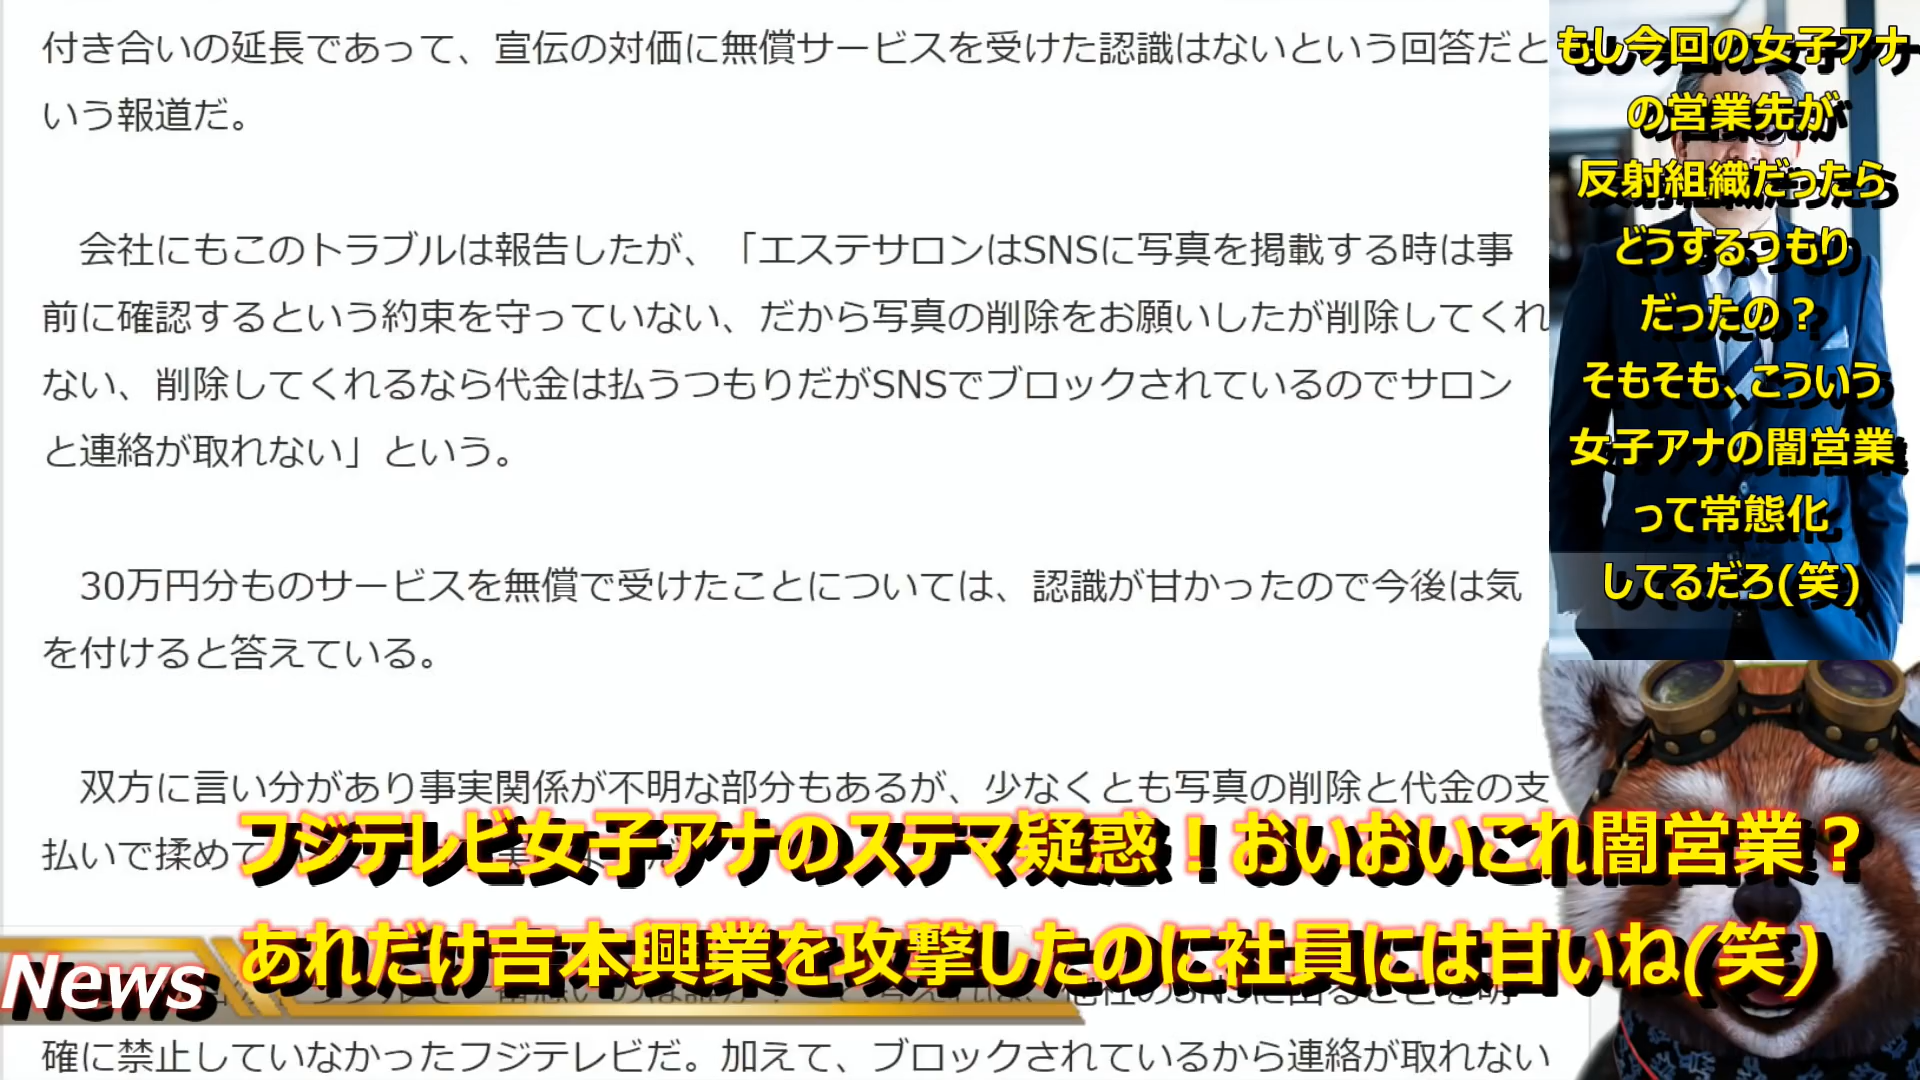 付き合いの延長であって、宣伝の対価に無償サービスを受けた認識はないという回答だと
いう報道だ。
会社にもこのトラブルは報告したが、「エステサロンはSNSに写真を掲載する時は事
前に確認するという約束を守っていない、だから写真の削除をお願いしたが削除してくれ
ない、削除してくれるなら代金は払うつもりだがSNSでブロックされているのでサロン
と連絡が取れない」という。
30万円分ものサービスを無償で受けたことについては、認識が甘かったので今後は気
を付けると答えている。
双方に言い分があり事実関係が不明な部分もあるが、少なくとも写真の削除と代金の支
払いで揉めて
確に禁止していなかったフジテレビだ。加えて、ブロックされているから連絡が取れない
もし今回の女子アナ
の営業先が
反射組織だったら
どうするつもり
だったの？
そもそも、こういう
女子アナの闇営業
って常態化
してるだろ(笑)
フジテレビ女子アナのステマ疑惑！おいおいこれ闇営業？
あれだけ吉本興業を攻撃したのに社員には甘いね(笑)
News